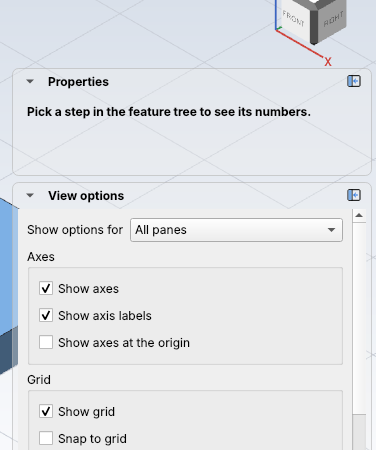 FRONT
RIGHT
X
Properties
Pick a step in the feature tree to see its numbers.
View options
Show options for All panes
Axes
Show axes
Show axis labels
Show axes at the origin
Grid
Show grid
Snap to grid